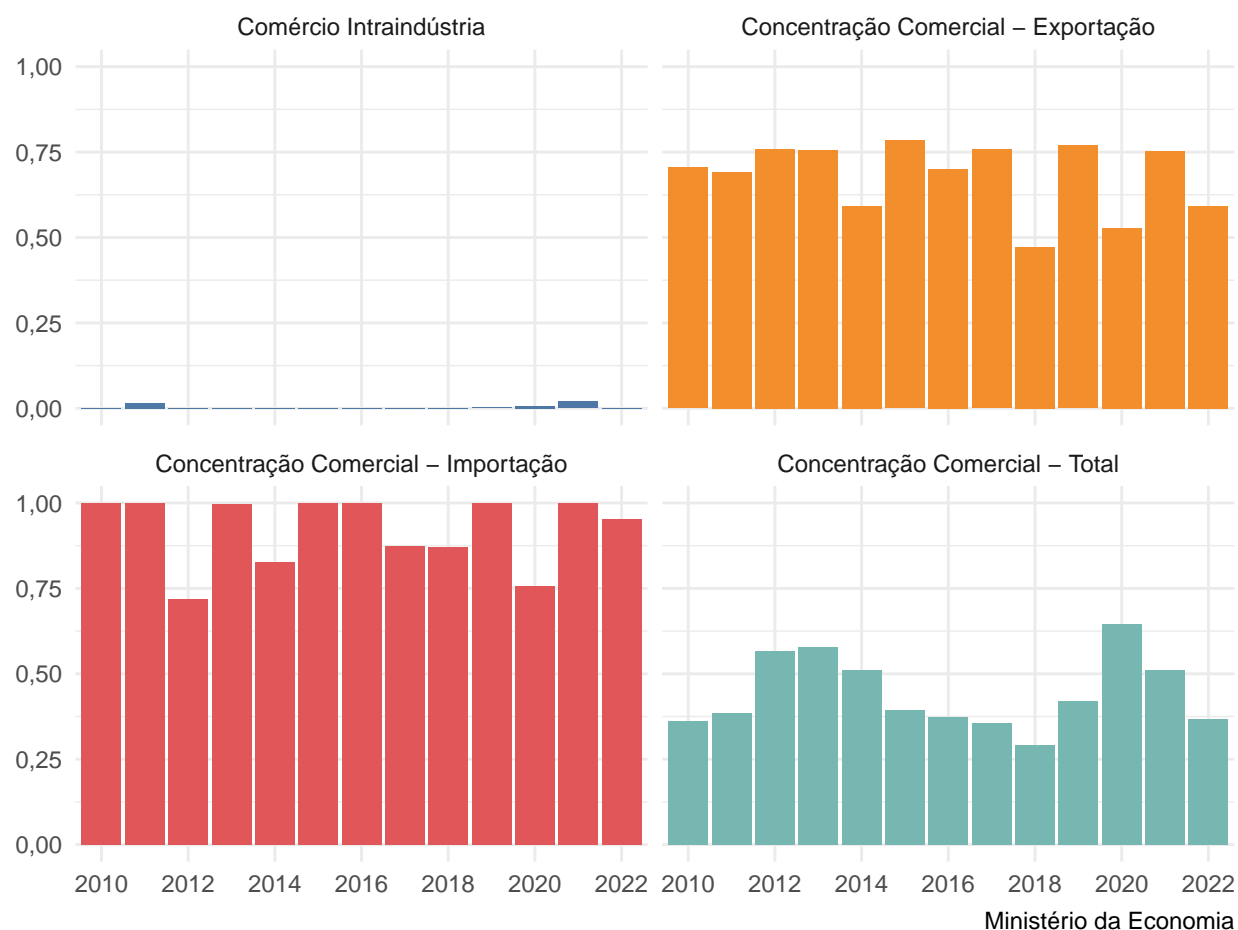 Comércio Intraindústria
Concentração Comercial – Exportação
1,00
0,75
0,50
0,25
0,00
Concentração Comercial – Importação
Concentração Comercial – Total
1,00
0,75
0,50
0,25
0,00
2010 2012 2014 2016 2018 2020 2022
2010 2012 2014 2016 2018 2020 2022
Ministério da Economia